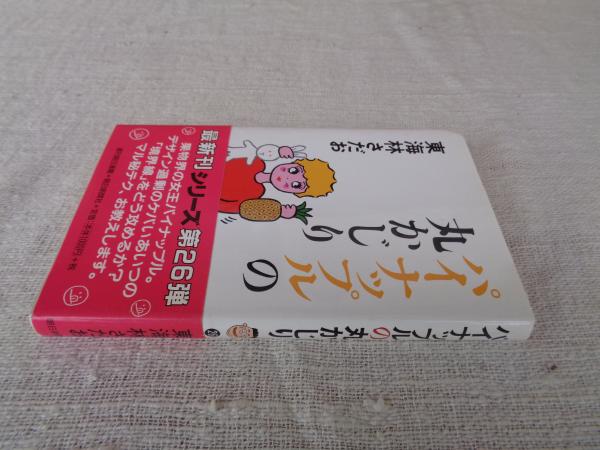 東海林さだお
パイナップルの
丸かじり
最新刊 シリーズ 第26弾
果物界の女王パイナップル。
デザイン過剰のケバいあいつの
「境界線」をどう攻めるか?
マル秘テク、お教えします。
パイナップルの丸かじり
東海林さだお